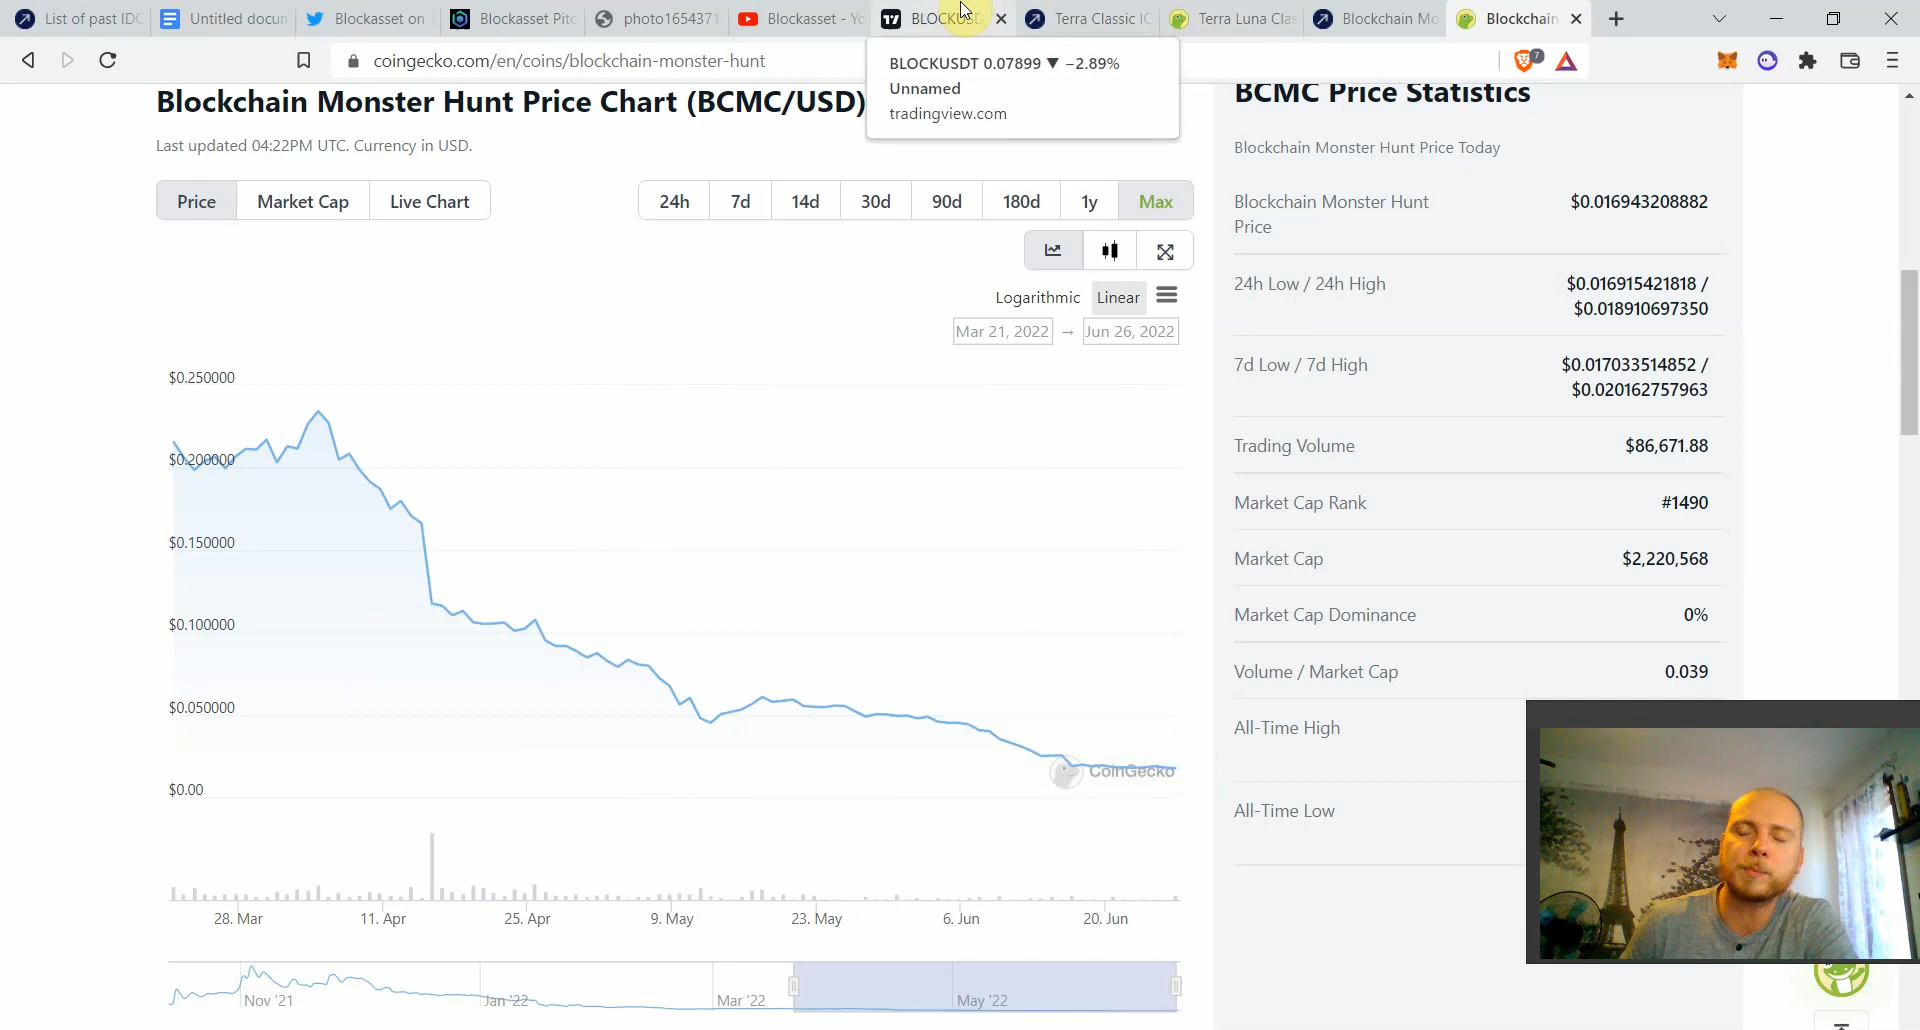 List of past IDO
Untitled docun
Blockasset on
Blockasset Pitc
photo1654371
Blockasset - Yo
BLOCKUSD
Terra Classic IC
Terra Luna Clas
Blockchain Mo
Blockchain
coingecko.com/en/coins/blockchain-monster-hunt
7
BLOCKUSDT 0.07899 ▼ −2.89%
Unnamed
tradingview.com
Blockchain Monster Hunt Price Chart (BCMC/USD)
Last updated 04:22PM UTC. Currency in USD.
Price
Market Cap
Live Chart
24h
7d
14d
30d
90d
180d
1y
Max
Logarithmic
Linear
Mar 21, 2022 → Jun 26, 2022
$0.250000
$0.200000
$0.150000
$0.100000
$0.050000
$0.00
CoinGecko
28. Mar
11. Apr
25. Apr
9. May
23. May
6. Jun
20. Jun
Nov '21
Jan '22
Mar '22
May '22
BCMC Price Statistics
Blockchain Monster Hunt Price Today
Blockchain Monster Hunt
Price
$0.016943208882
24h Low / 24h High
$0.016915421818 /
$0.018910697350
7d Low / 7d High
$0.017033514852 /
$0.020162757963
Trading Volume
$86,671.88
Market Cap Rank
#1490
Market Cap
$2,220,568
Market Cap Dominance
0%
Volume / Market Cap
0.039
All-Time High
All-Time Low